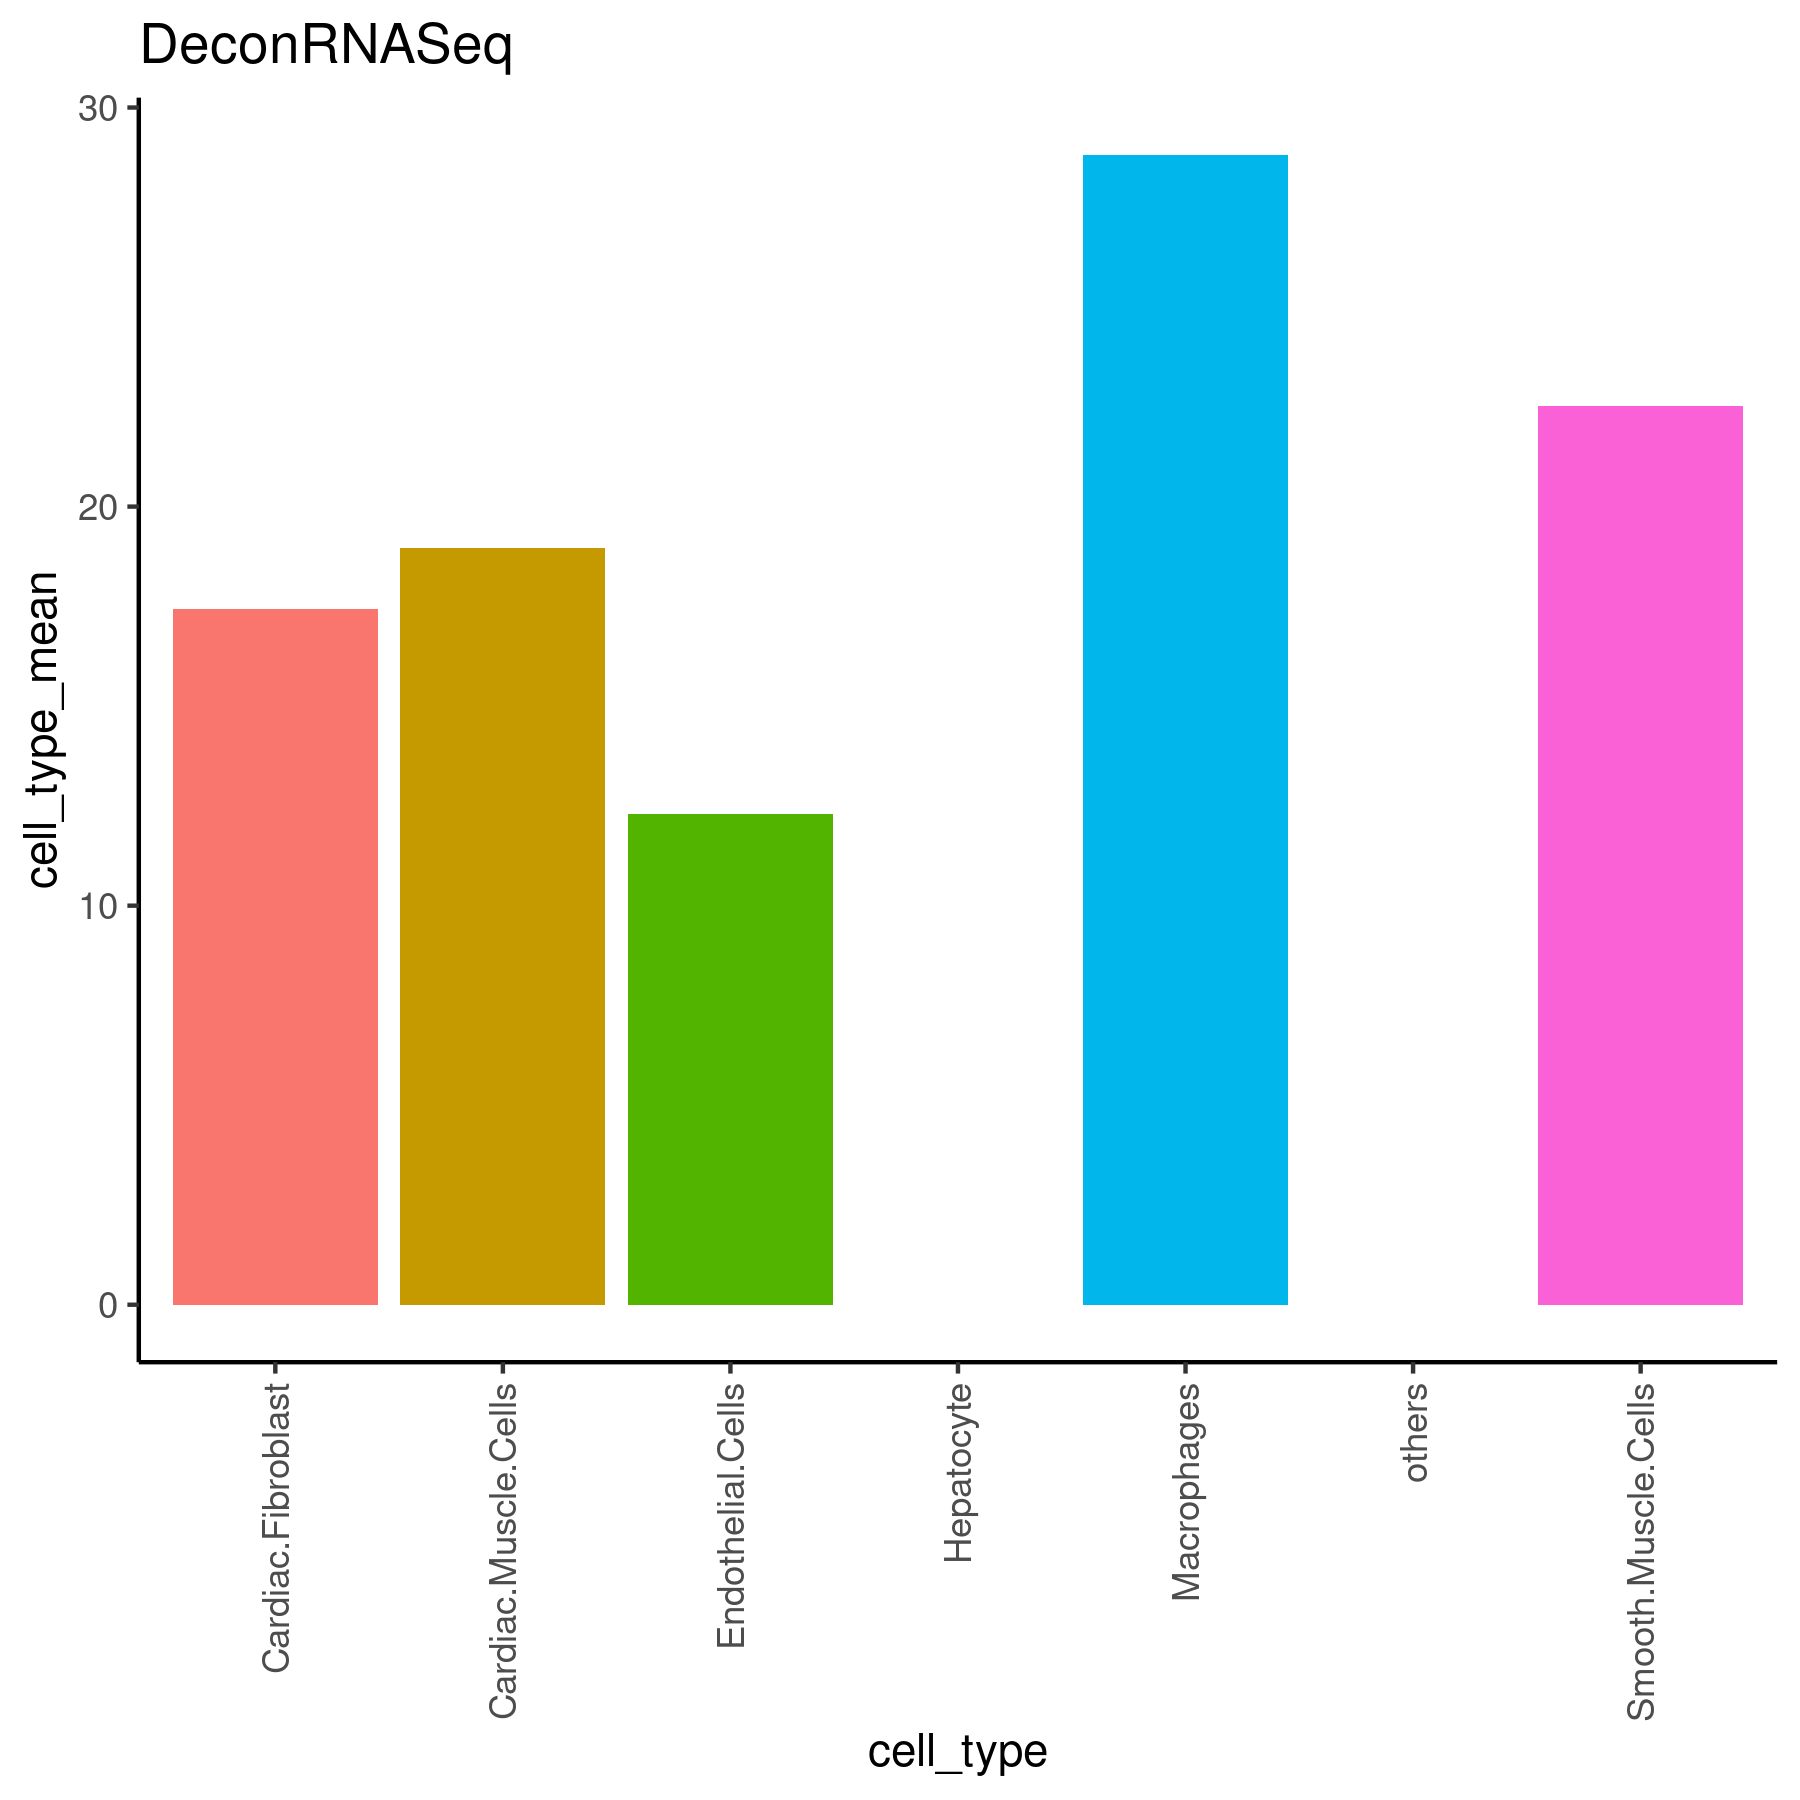 DeconRNASeq
30
20
10
0
cell_type_mean
Cardiac.Fibroblast
Cardiac.Muscle.Cells
Endothelial.Cells
Hepatocyte
Macrophages
others
Smooth.Muscle.Cells
cell_type